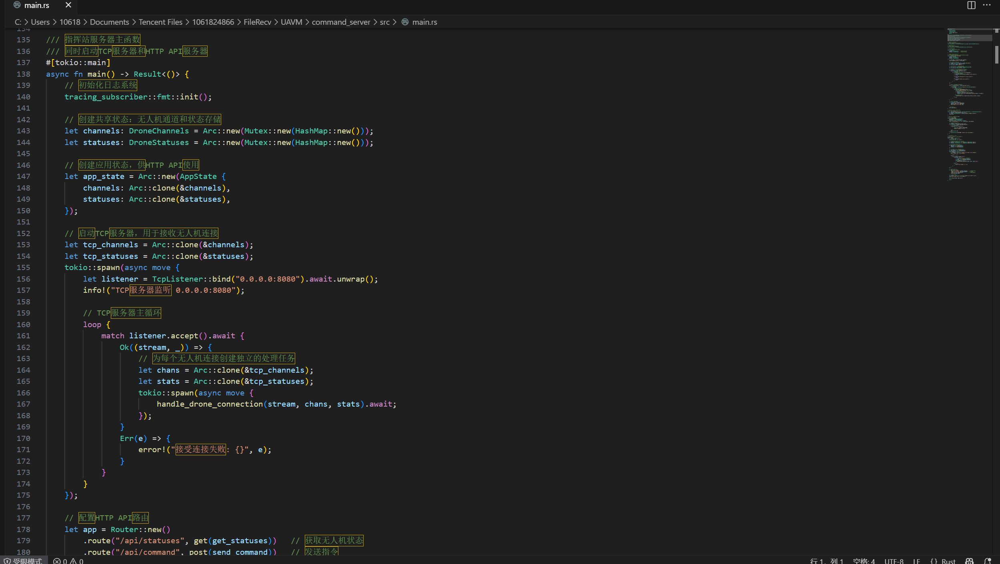 main.rs
C: > Users > 10618 > Documents > Tencent Files > 1061824866 > FileRecv > UAVM > command_server > src > main.rs
134
135 /// 指挥站服务器主函数
136 /// 同时启动TCP服务器和HTTP API服务器
137 #[tokio::main]
138 async fn main() -> Result<()> {
139     // 初始化日志系统
140     tracing_subscriber::fmt::init();
141
142     // 创建共享状态：无人机通道和状态存储
143     let channels: DroneChannels = Arc::new(Mutex::new(HashMap::new()));
144     let statuses: DroneStatuses = Arc::new(Mutex::new(HashMap::new()));
145
146     // 创建应用状态，供HTTP API使用
147     let app_state = Arc::new(AppState {
148         channels: Arc::clone(&channels),
149         statuses: Arc::clone(&statuses),
150     });
151
152     // 启动TCP服务器，用于接收无人机连接
153     let tcp_channels = Arc::clone(&channels);
154     let tcp_statuses = Arc::clone(&statuses);
155     tokio::spawn(async move {
156         let listener = TcpListener::bind("0.0.0.0:8080").await.unwrap();
157         info!("TCP服务器监听 0.0.0.0:8080");
158
159         // TCP服务器主循环
160         loop {
161             match listener.accept().await {
162                 Ok((stream, _)) => {
163                     // 为每个无人机连接创建独立的处理任务
164                     let chans = Arc::clone(&tcp_channels);
165                     let stats = Arc::clone(&tcp_statuses);
166                     tokio::spawn(async move {
167                         handle_drone_connection(stream, chans, stats).await;
168                     });
169                 }
170                 Err(e) => {
171                     error!("接受连接失败: {}", e);
172                 }
173             }
174         }
175     });
176
177     // 配置HTTP API路由
178     let app = Router::new()
179         .route("/api/statuses", get(get_statuses))   // 获取无人机状态
180         .route("/api/command", post(send_command))   // 发送指令
受限模式 0 0 行 1，列 1 空格: 4 UTF-8 LF {} Rust